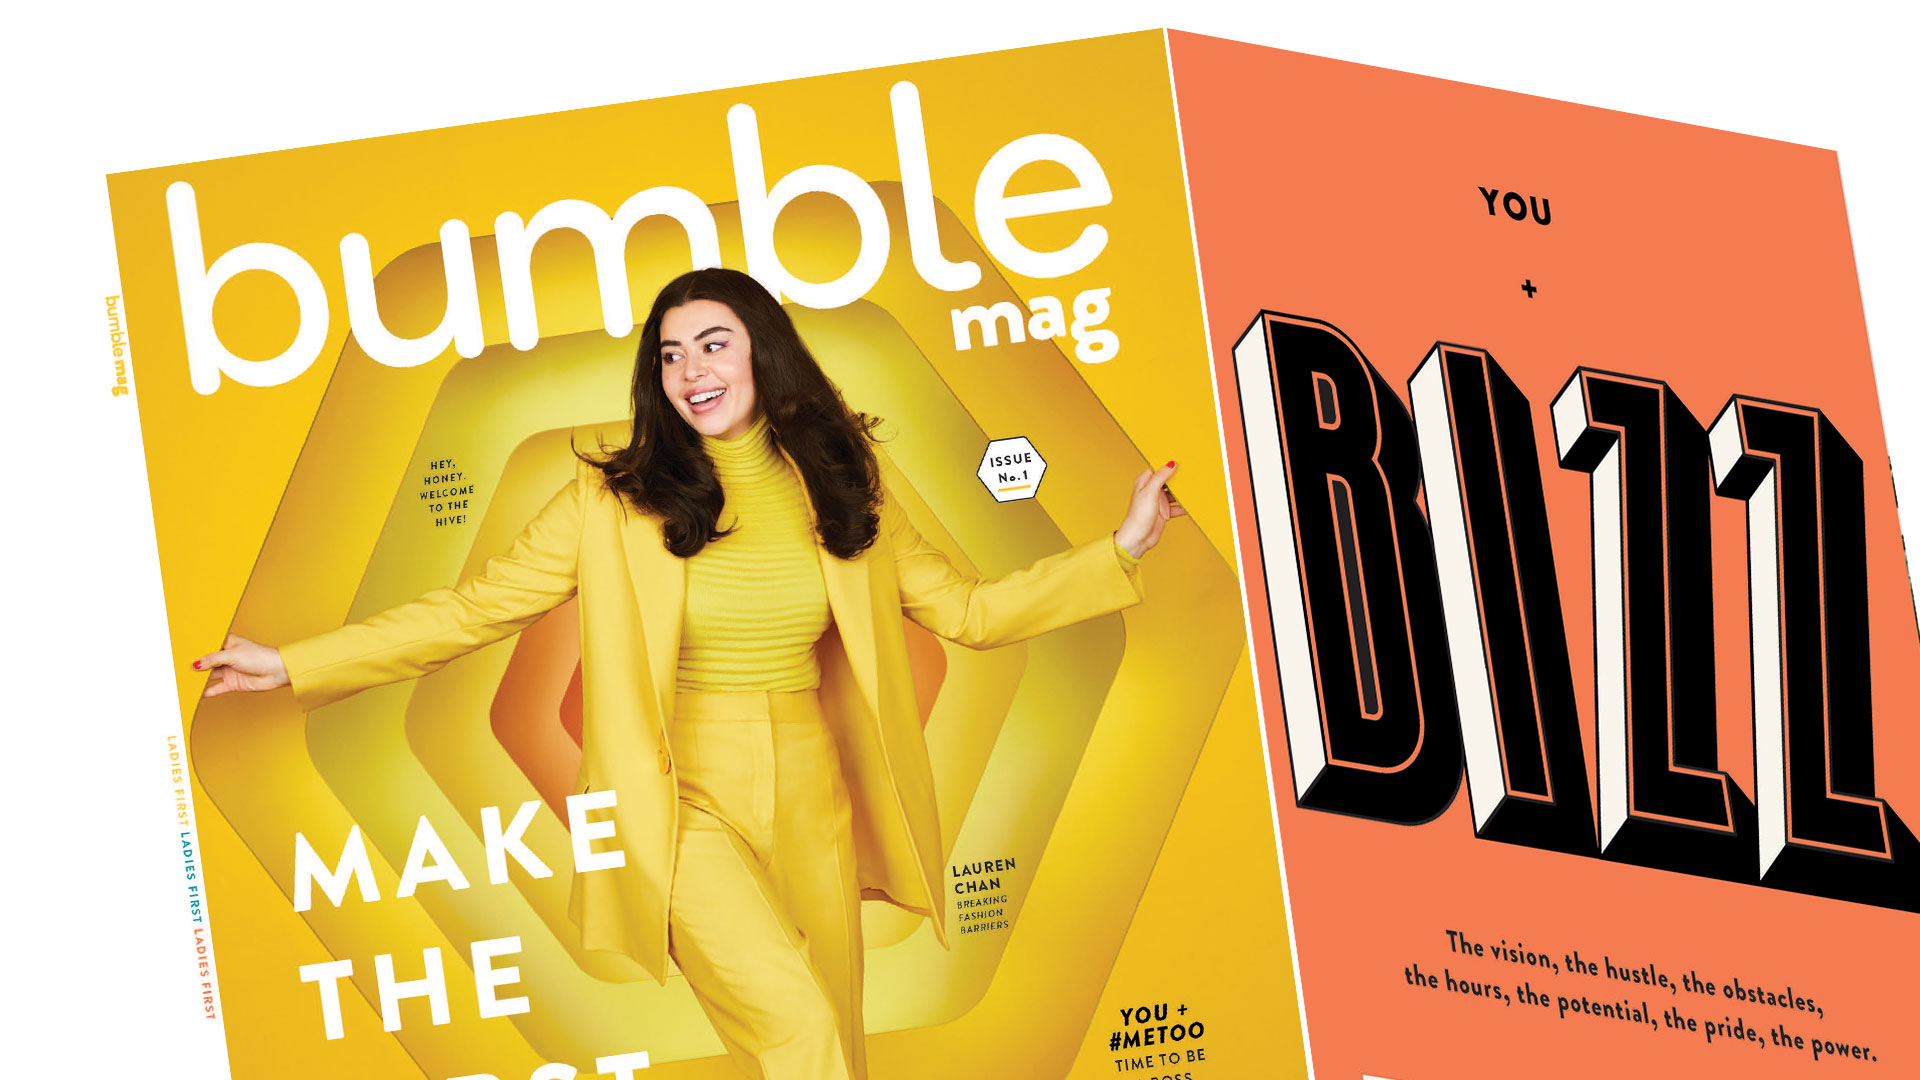 bumble
mag
bumble mag
HEY,
HONEY.
WELCOME
TO THE
HIVE!
ISSUE
No.1
LADIES FIRST LADIES FIRST LADIES FIRST
MAKE
THE
LAUREN
CHAN
BREAKING
FASHION
BARRIERS
YOU +
#METOO
TIME TO BE
YOU
+
BIZZ
The vision, the hustle, the obstacles,
the hours, the potential, the pride, the power.